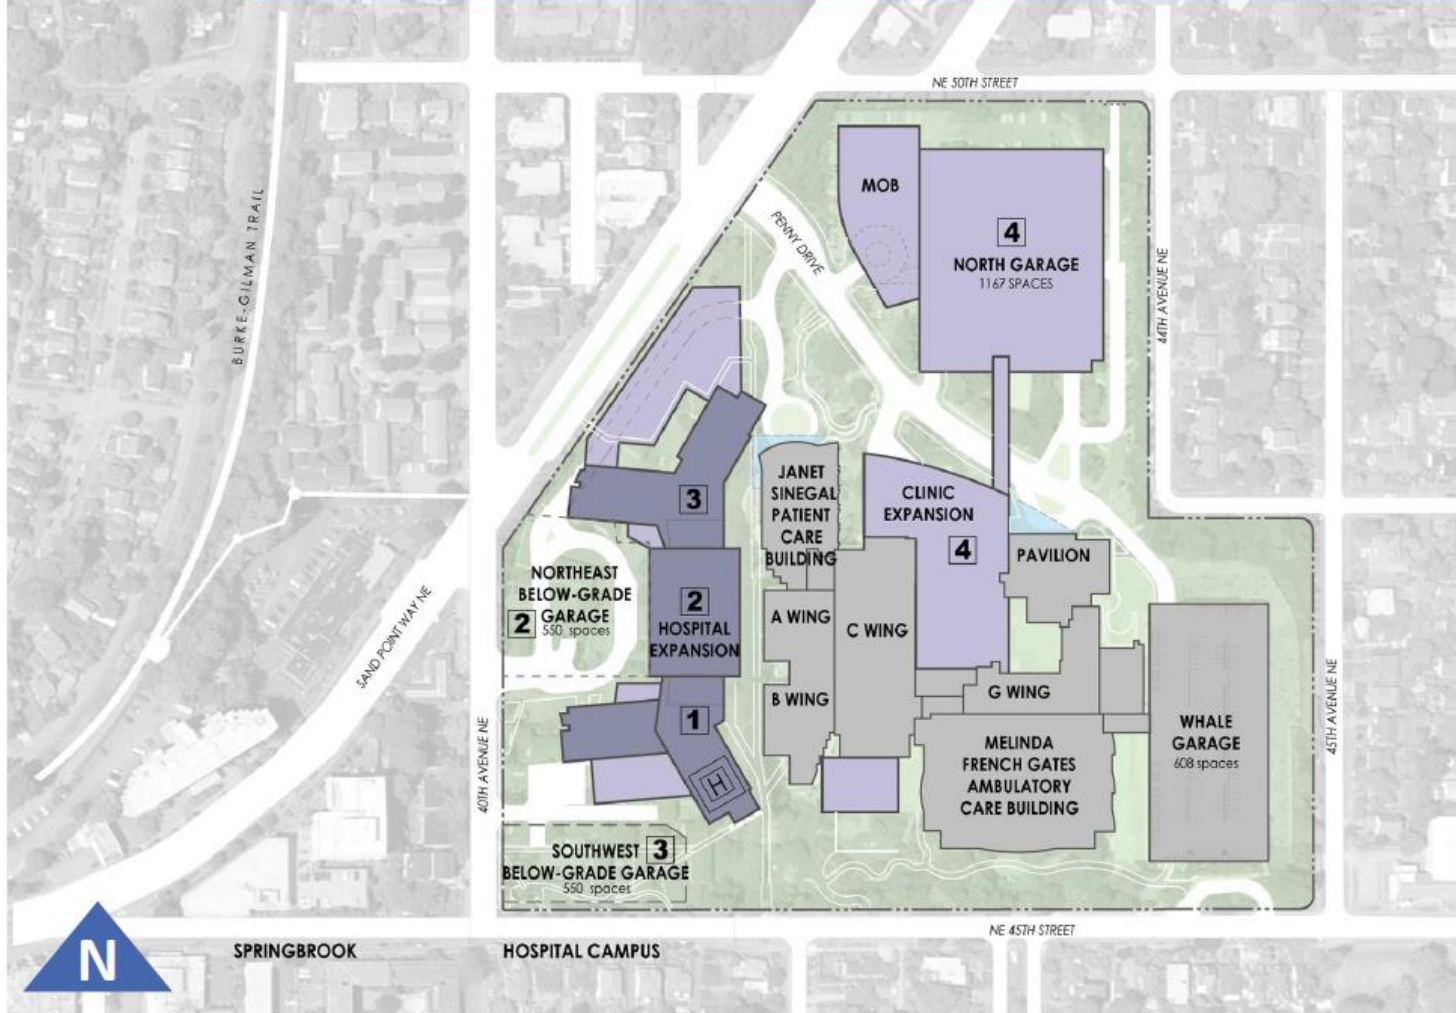 NE 50TH STREET
MOB
BURKE-GILMAN TRAIL
PENNY DRIVE
4
NORTH GARAGE
1167 SPACES
44TH AVENUE NE
JANET
SINEGAL
PATIENT
CARE
BUILDING
CLINIC
EXPANSION
4
3
PAVILION
NORTHEAST
BELOW-GRADE
GARAGE
2
550 spaces
2
HOSPITAL
EXPANSION
A WING
C WING
SAND POINT WAY NE
B WING
G WING
1
H
WHALE
GARAGE
608 spaces
MELINDA
FRENCH GATES
AMBULATORY
CARE BUILDING
40TH AVENUE NE
45TH AVENUE NE
SOUTHWEST
3
BELOW-GRADE GARAGE
550 spaces
NE 45TH STREET
N
SPRINGBROOK
HOSPITAL CAMPUS